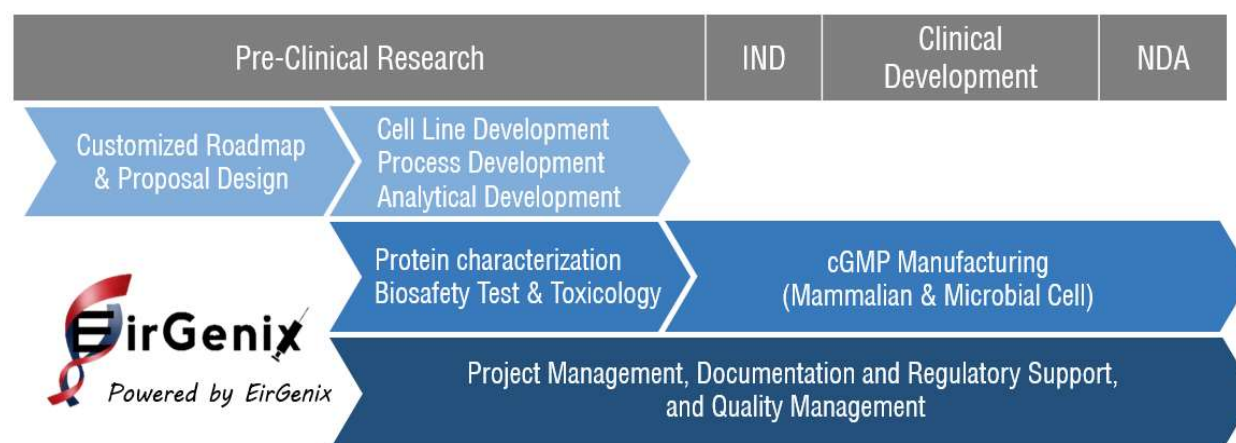 Pre-Clinical Research
IND
Clinical
Development
NDA
Customized Roadmap
& Proposal Design
Cell Line Development
Process Development
Analytical Development
Protein characterization
Biosafety Test & Toxicology
cGMP Manufacturing
(Mammalian & Microbial Cell)
EirGenix
Powered by EirGenix
Project Management, Documentation and Regulatory Support,
and Quality Management